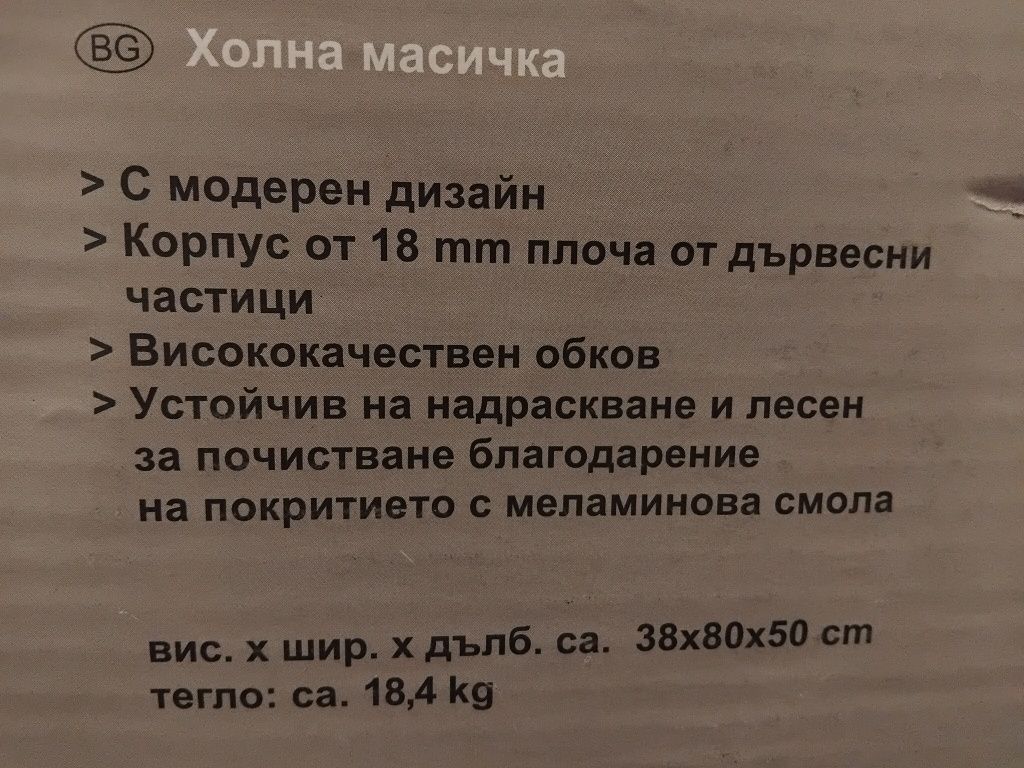 BG Холна масичка
> С модерен дизайн
> Корпус от 18 mm плоча от дървесни
частици
> Висококачествен обков
> Устойчив на надраскване и лесен
за почистване благодарение
на покритието с меламинова смола
вис. x шир. x дълб. ca. 38x80x50 cm
тегло: ca. 18,4 kg